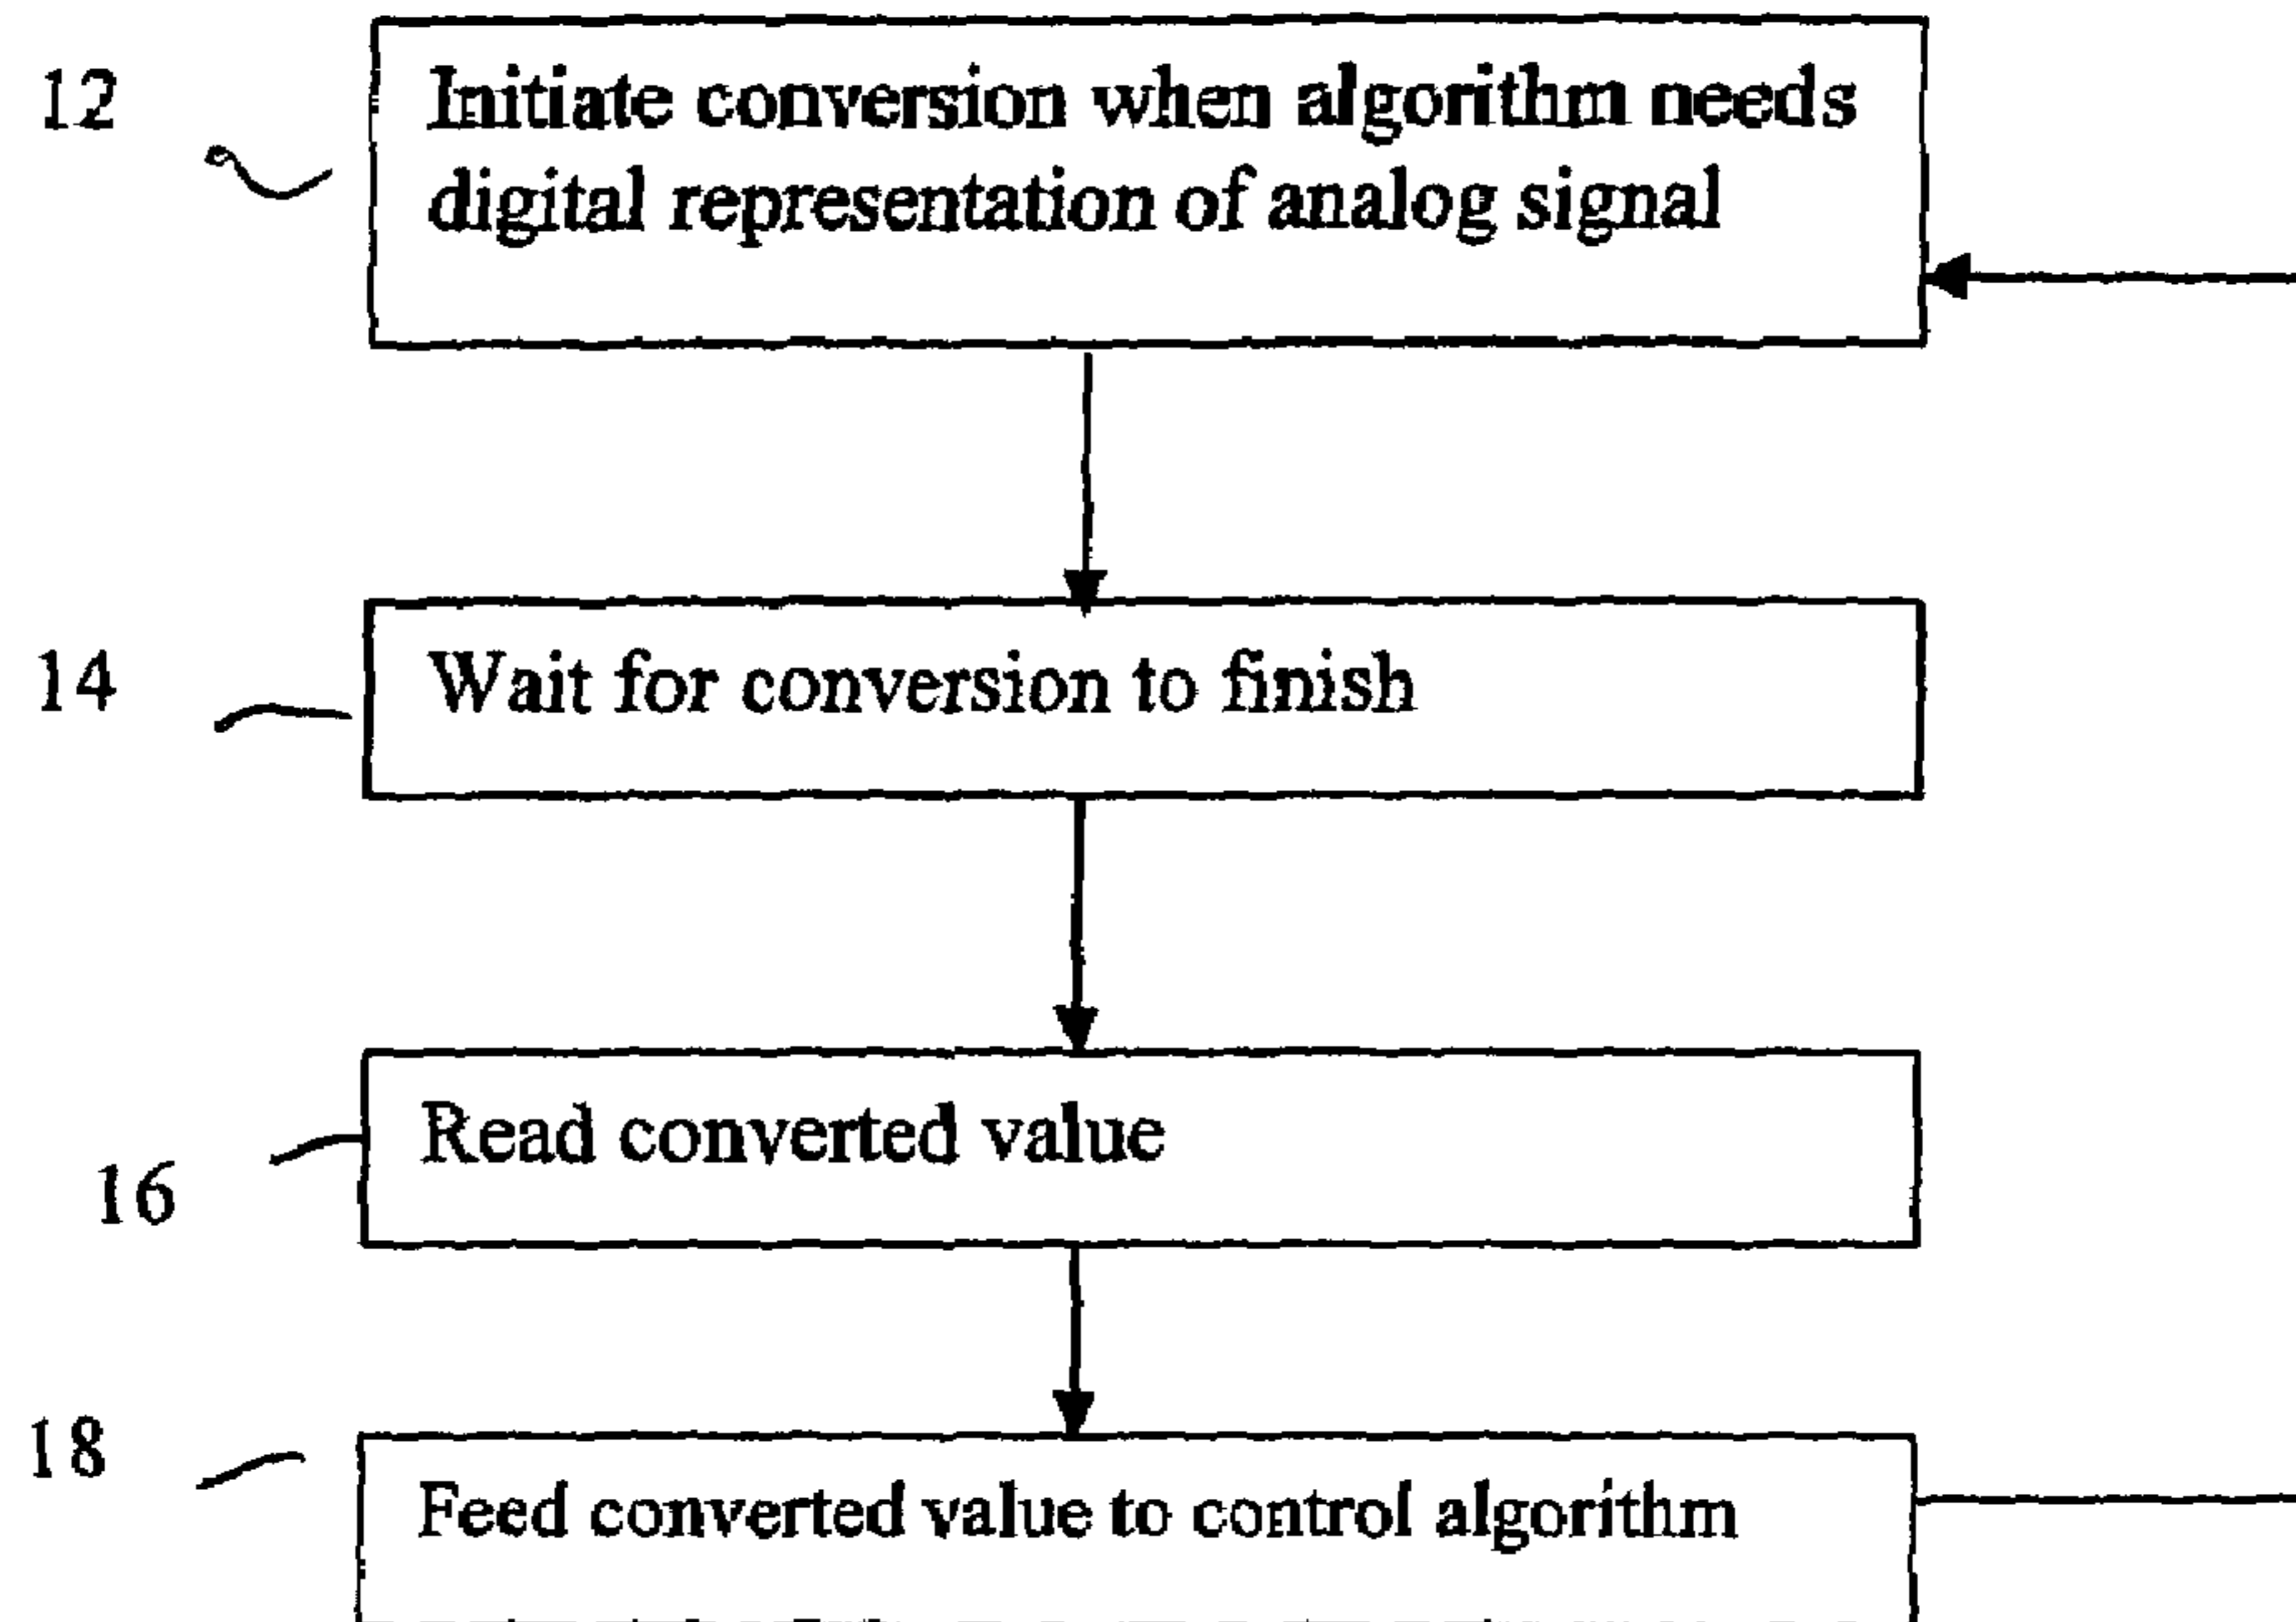 12
Initiate conversion when algorithm needs
digital representation of analog signal
14
Wait for conversion to finish
16
Read converted value
18
Feed converted value to control algorithm